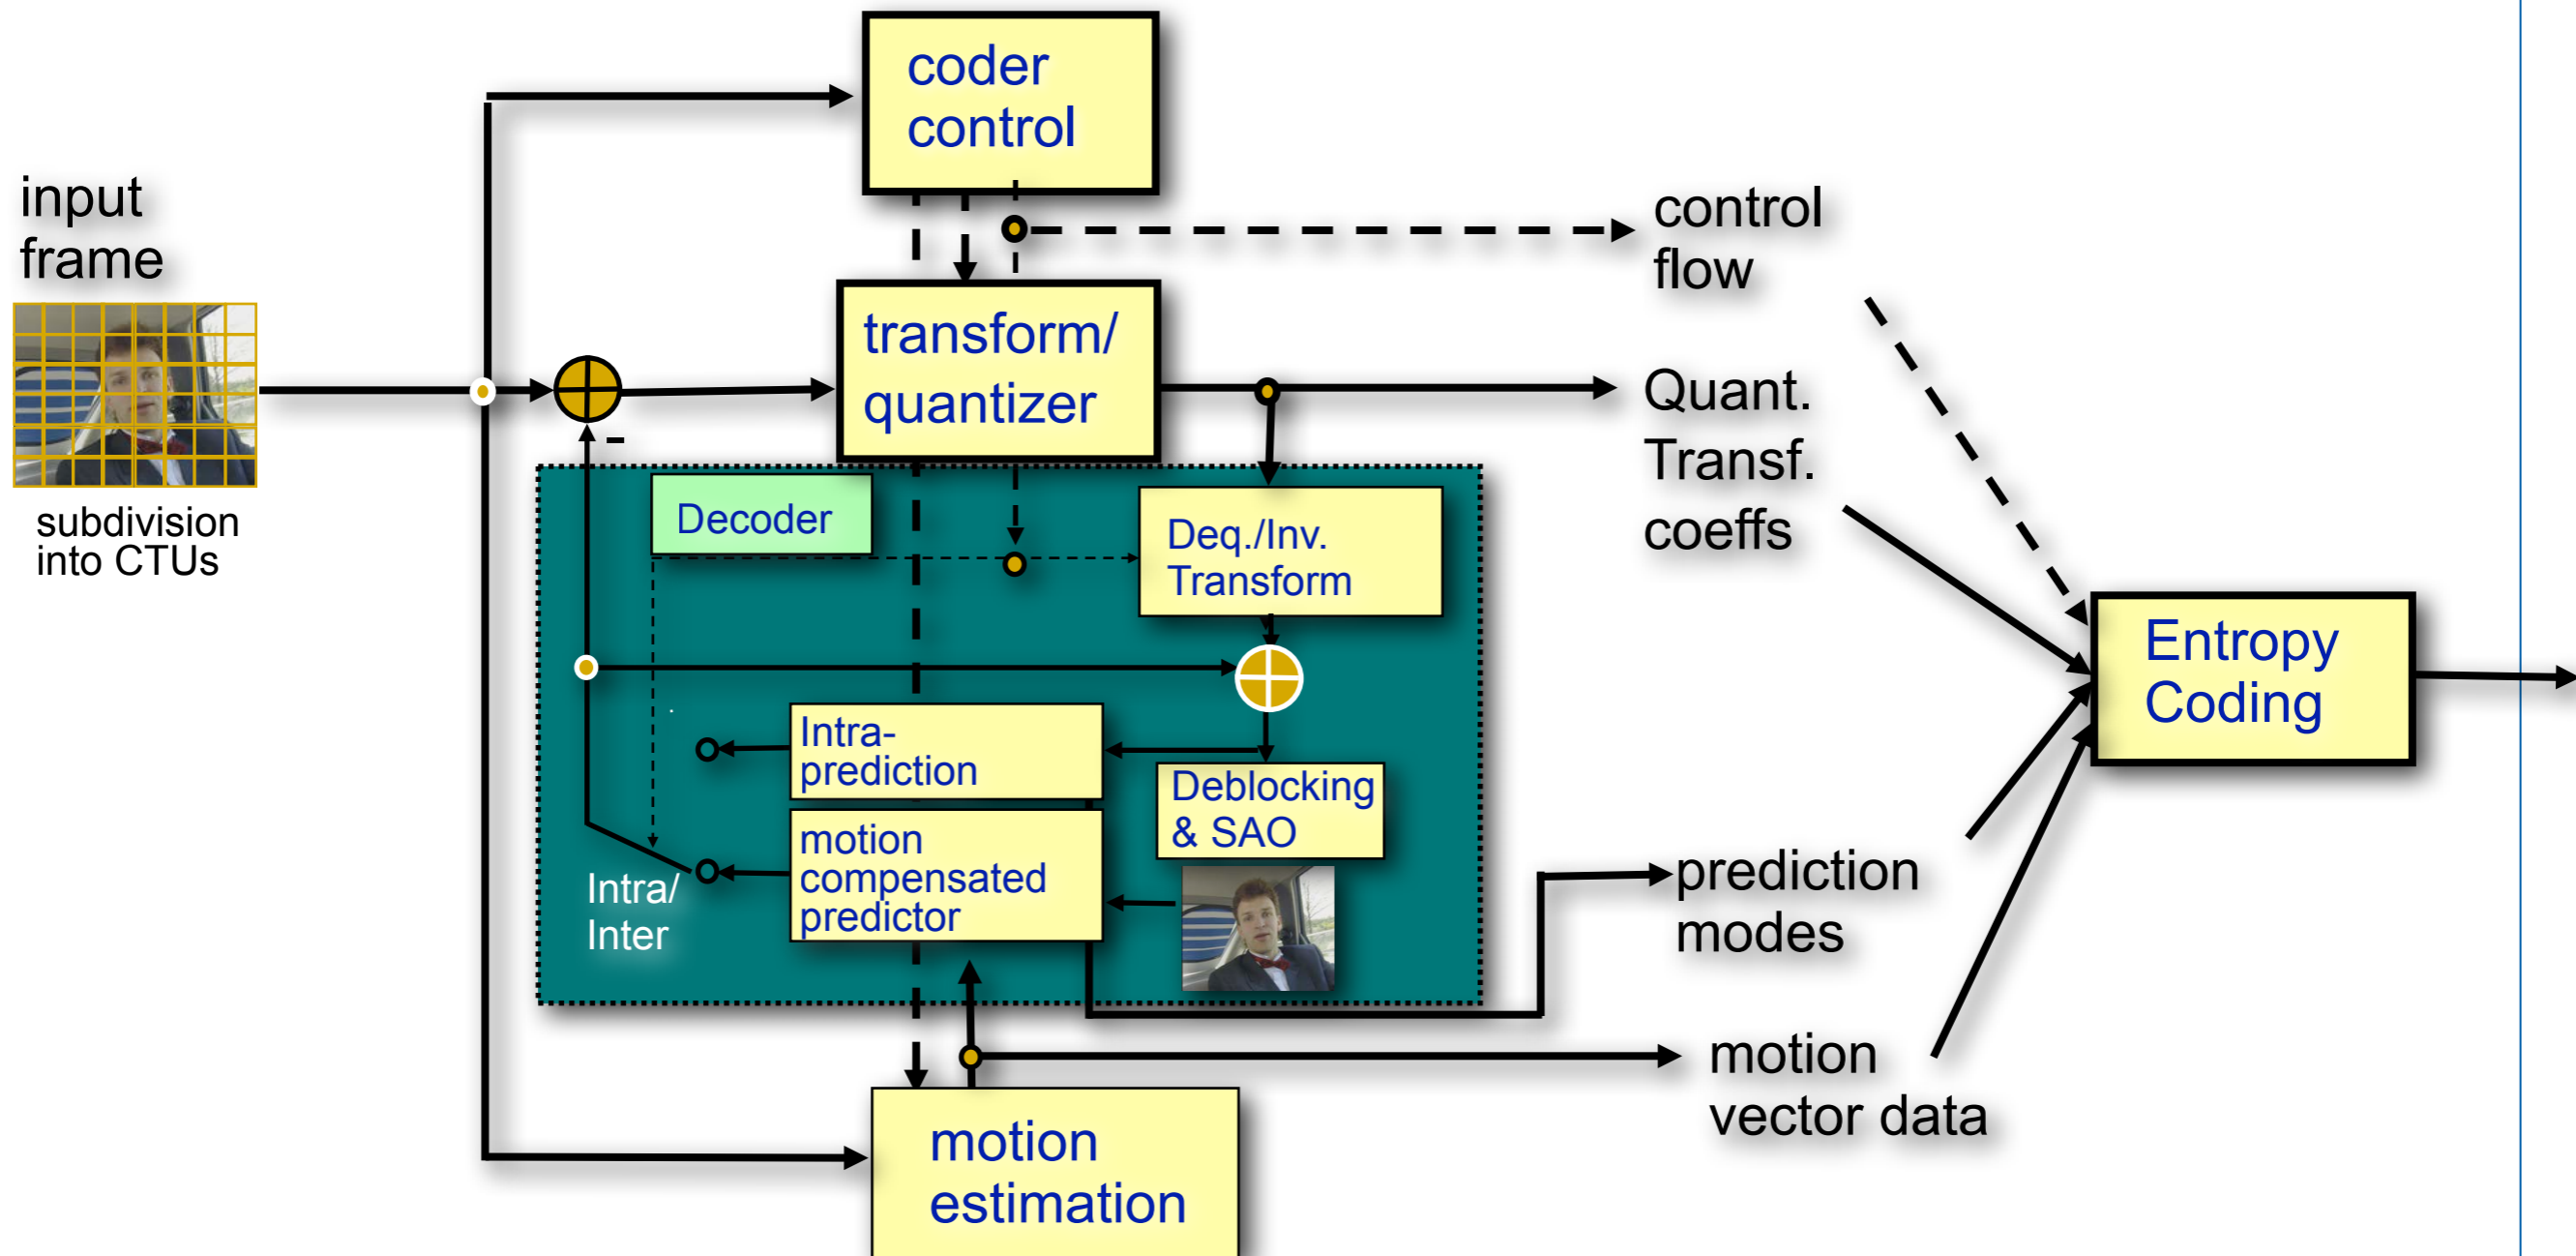 coder
control
input
frame
control
flow
transform/
quantizer
-
Quant.
Transf.
coeffs
subdivision
into CTUs
Decoder
Deq./Inv.
Transform
Entropy
Coding
Intra-
prediction
Deblocking
& SAO
motion
compensated
predictor
Intra/
Inter
prediction
modes
motion
vector data
motion
estimation